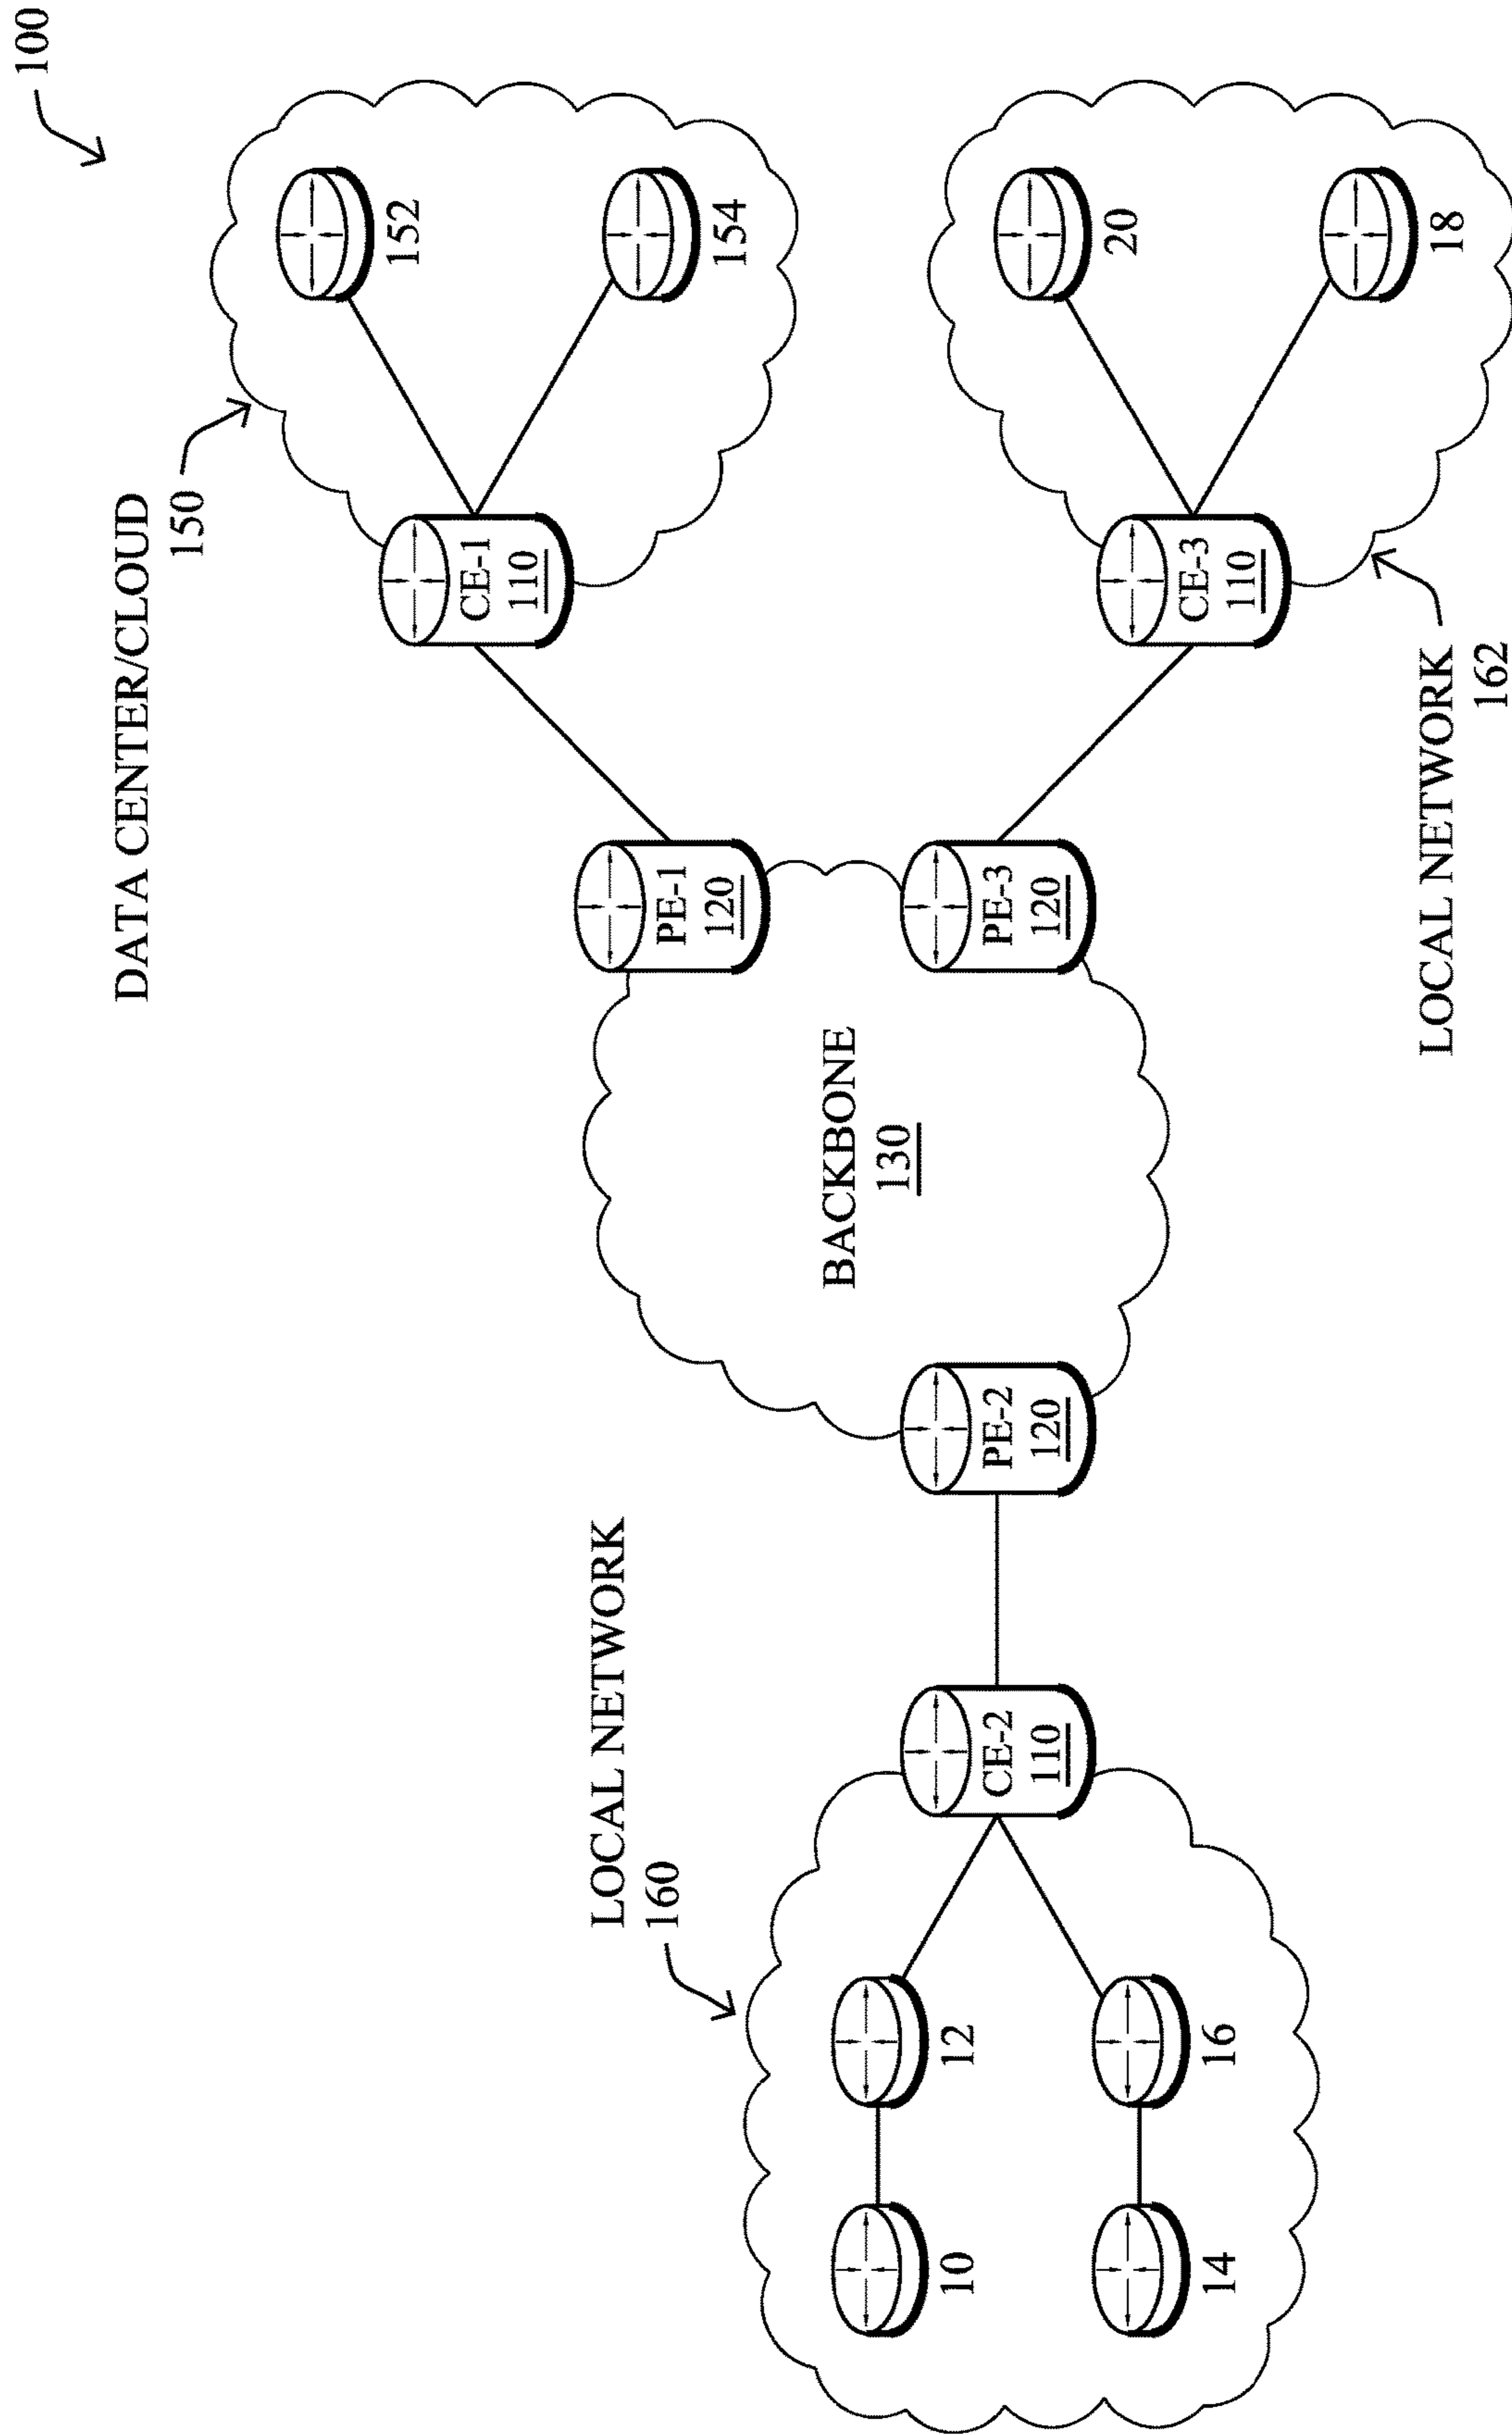 100
DATA CENTER/CLOUD
150
152
154
CE-1
110
PE-1
120
LOCAL NETWORK
160
BACKBONE
130
10
12
CE-2
110
PE-2
120
PE-3
120
14
16
CE-3
110
20
18
LOCAL NETWORK
162